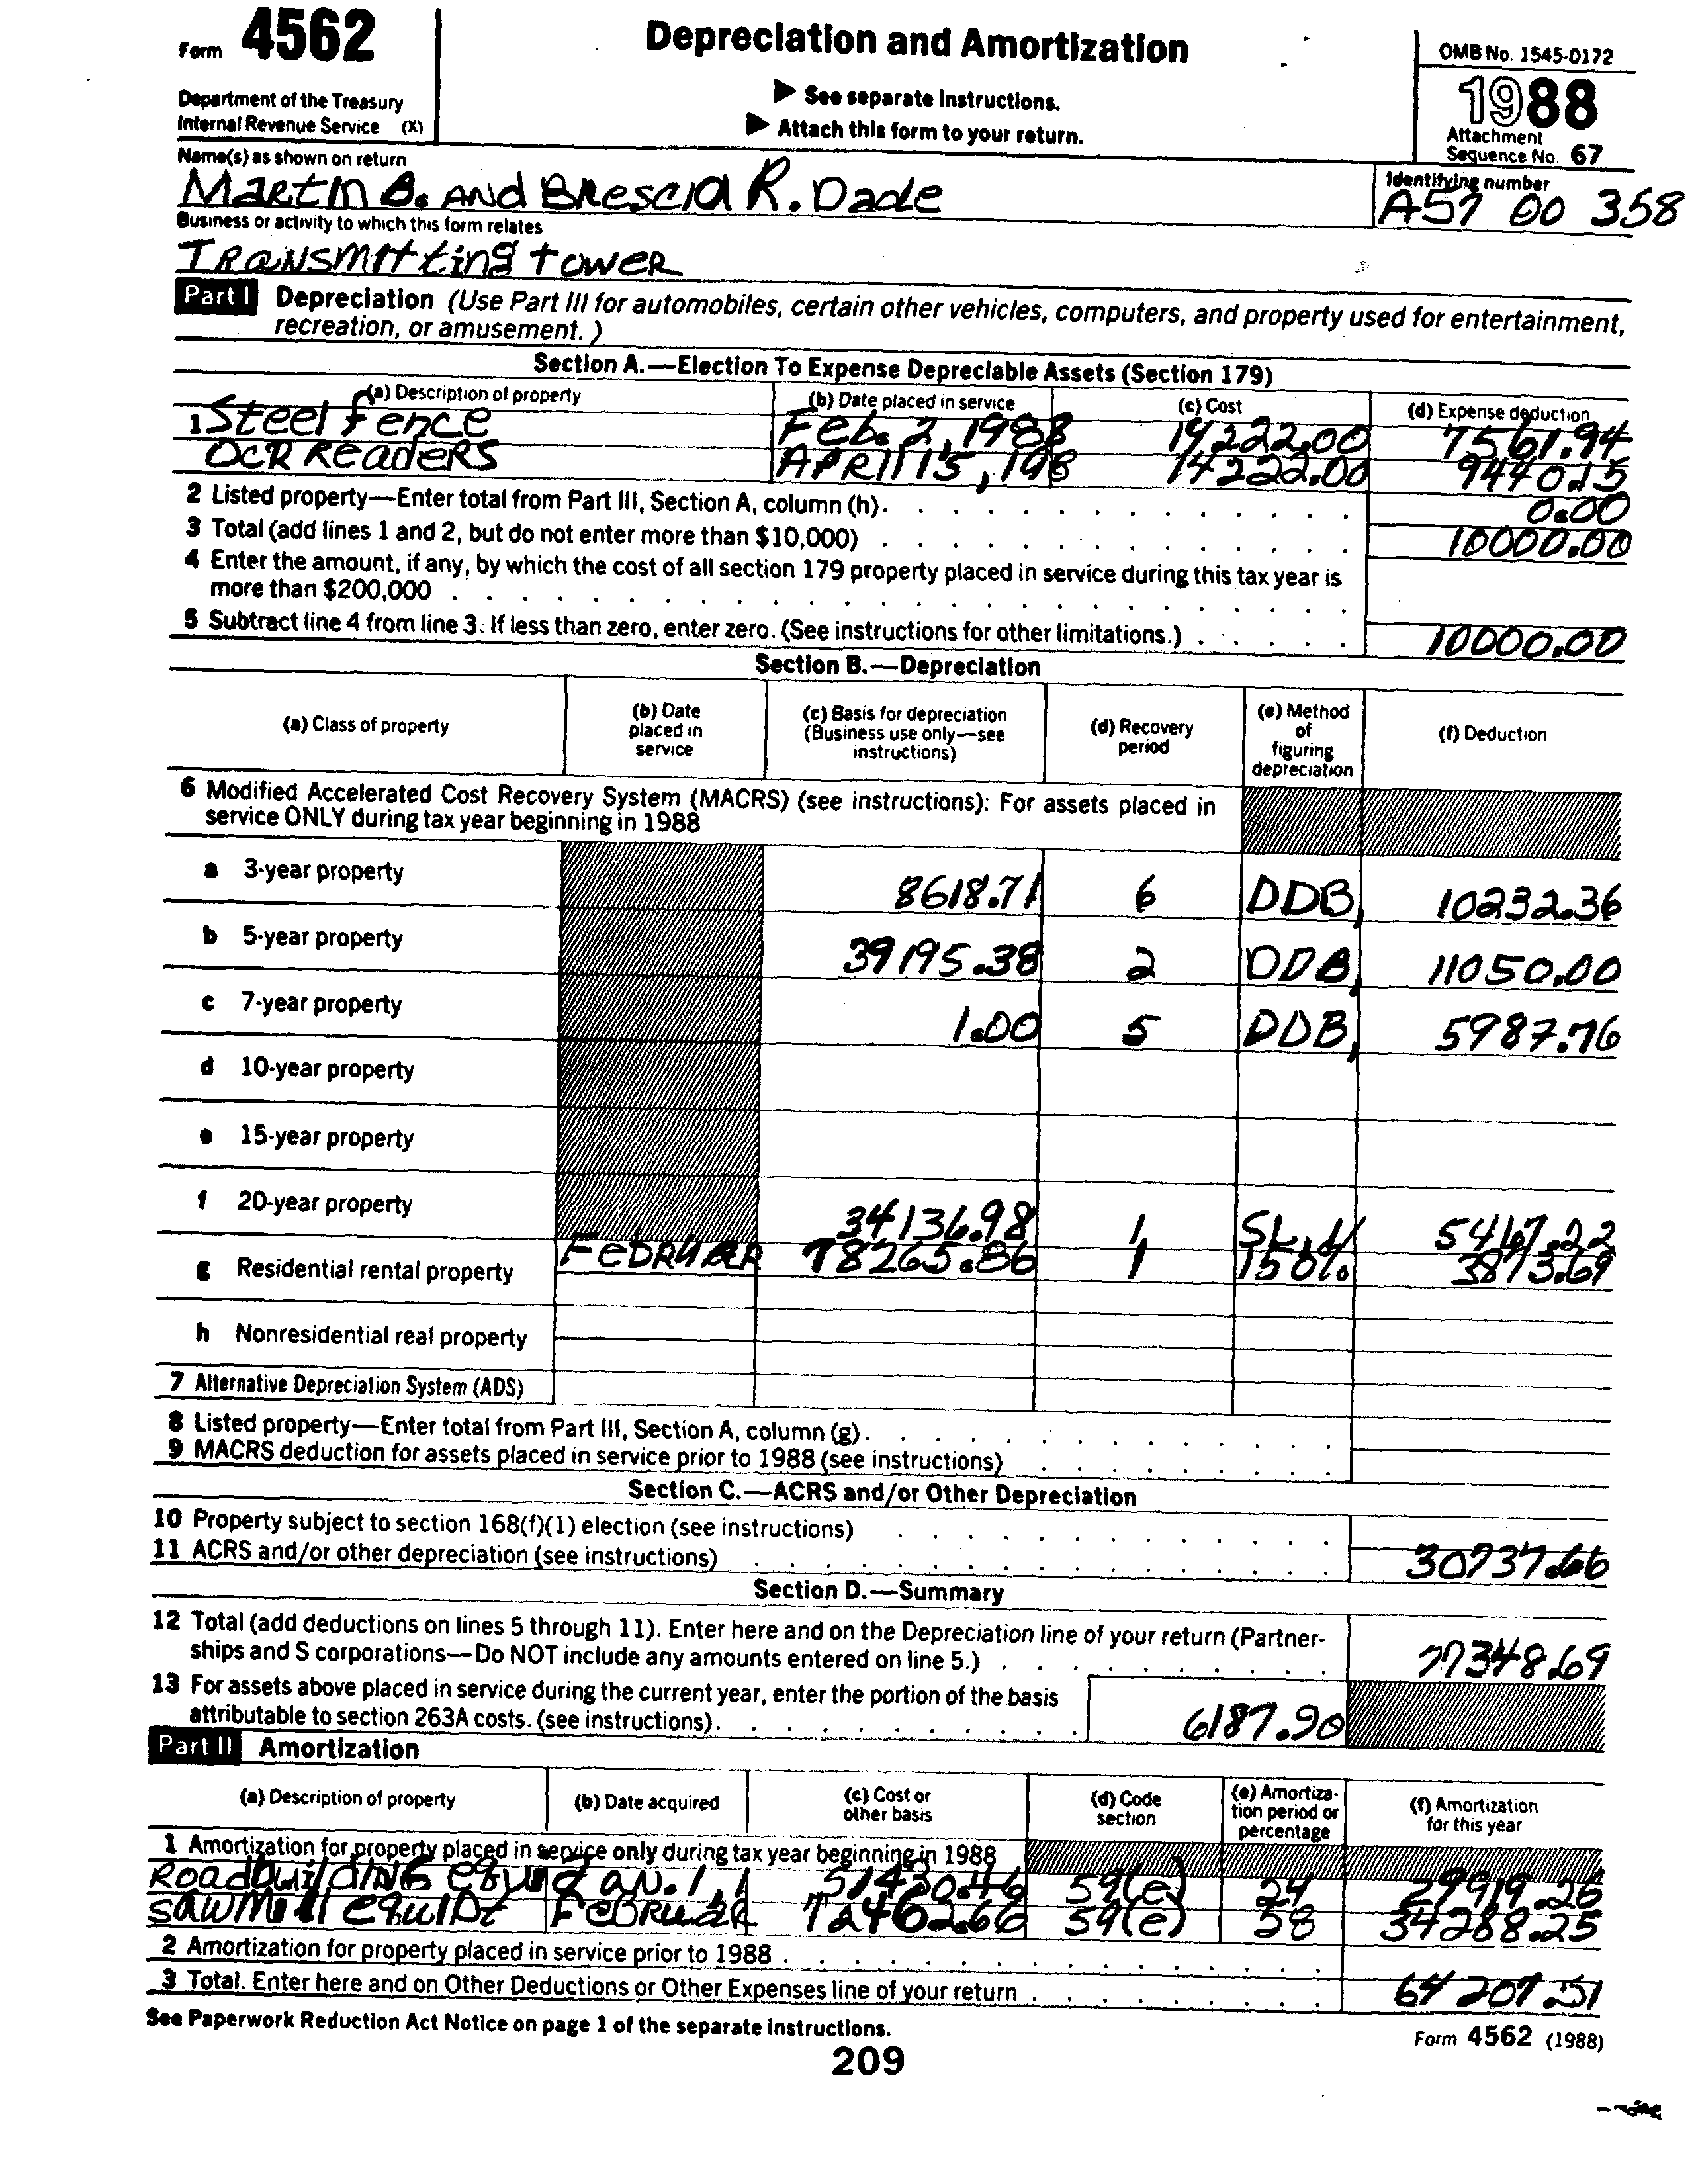 Form 4562
Depreciation and Amortization
OMB No. 1545-0172
1988
Department of the Treasury
Internal Revenue Service (X)
▶ See separate Instructions.
▶ Attach this form to your return.
Attachment
Sequence No. 67
Name(s) as shown on return
Identifying number
Martin B. AND Brescia R. Dade
A57 00 358
Business or activity to which this form relates
Transmitting tower
Part I Depreciation (Use Part III for automobiles, certain other vehicles, computers, and property used for entertainment,
recreation, or amusement.)
Section A.—Election To Expense Depreciable Assets (Section 179)
(a) Description of property (b) Date placed in service (c) Cost (d) Expense deduction
1 Steel fence Feb. 2, 1988 14222.00 7561.94
OCR Readers April 15, 198 14222.00 9440.15
2 Listed property—Enter total from Part III, Section A, column (h). 0.00
3 Total (add lines 1 and 2, but do not enter more than $10,000) 10000.00
4 Enter the amount, if any, by which the cost of all section 179 property placed in service during this tax year is
more than $200,000
5 Subtract line 4 from line 3. If less than zero, enter zero. (See instructions for other limitations.) 10000.00
Section B.—Depreciation
(a) Class of property (b) Date placed in service (c) Basis for depreciation (Business use only—see instructions) (d) Recovery period (e) Method of figuring depreciation (f) Deduction
6 Modified Accelerated Cost Recovery System (MACRS) (see instructions): For assets placed in
service ONLY during tax year beginning in 1988
a 3-year property 8618.71 6 DDB, 10232.36
b 5-year property 39195.38 2 DDB, 11050.00
c 7-year property 1.00 5 DDB, 5987.76
d 10-year property
e 15-year property
f 20-year property 34136.98 1 5467.22
g Residential rental property Februar 78265.86 1 150% 3873.69
h Nonresidential real property
7 Alternative Depreciation System (ADS)
8 Listed property—Enter total from Part III, Section A, column (g).
9 MACRS deduction for assets placed in service prior to 1988 (see instructions)
Section C.—ACRS and/or Other Depreciation
10 Property subject to section 168(f)(1) election (see instructions)
11 ACRS and/or other depreciation (see instructions) 30737.66
Section D.—Summary
12 Total (add deductions on lines 5 through 11). Enter here and on the Depreciation line of your return (Partner-
ships and S corporations—Do NOT include any amounts entered on line 5.) 77348.69
13 For assets above placed in service during the current year, enter the portion of the basis
attributable to section 263A costs. (see instructions). 6187.90
Part II Amortization
(a) Description of property (b) Date acquired (c) Cost or other basis (d) Code section (e) Amortiza- tion period or percentage (f) Amortization for this year
1 Amortization for property placed in service only during tax year beginning in 1988
Roadbuilding 51430.46 59(e) 24 29919.26
Sawmill Februar 72462.66 59(e) 58 34288.25
2 Amortization for property placed in service prior to 1988
3 Total. Enter here and on Other Deductions or Other Expenses line of your return 64207.51
See Paperwork Reduction Act Notice on page 1 of the separate instructions.
Form 4562 (1988)
209